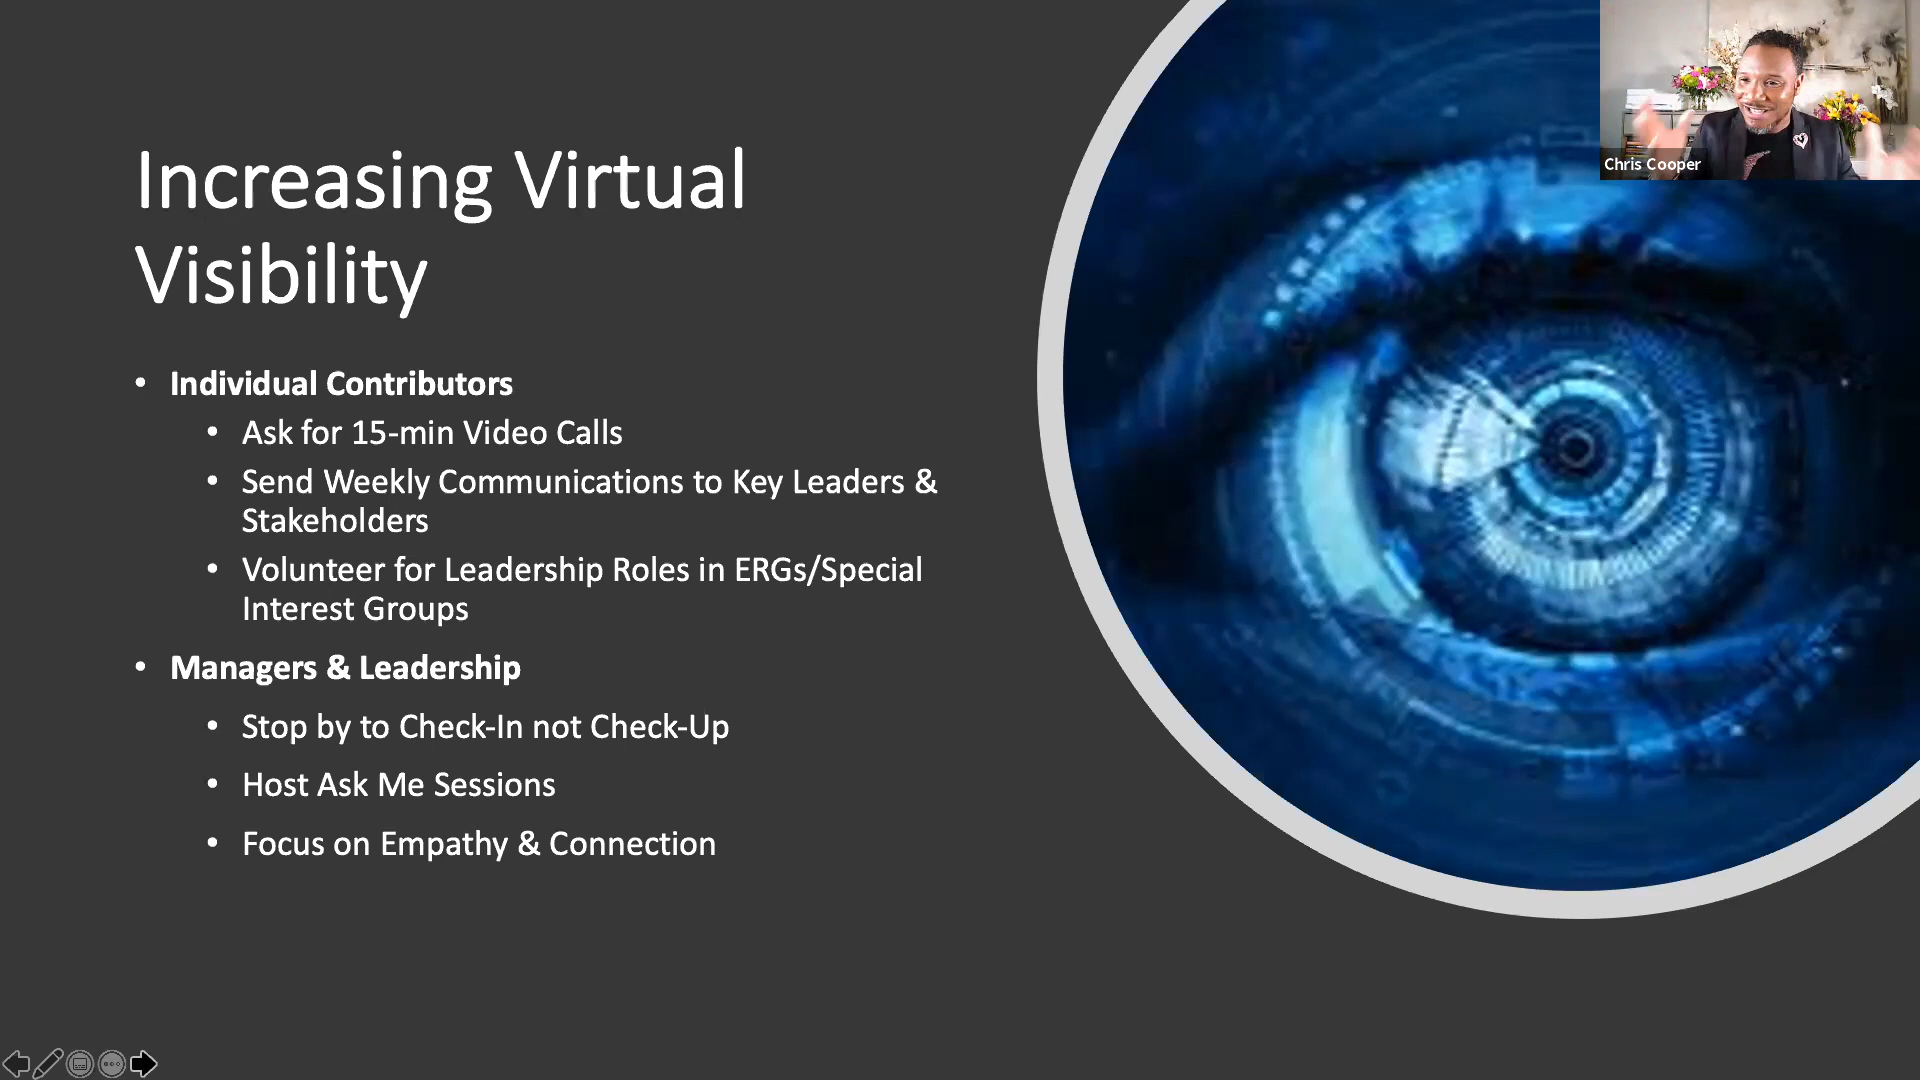 Increasing Virtual
Visibility
• Individual Contributors
• Ask for 15-min Video Calls
• Send Weekly Communications to Key Leaders &
Stakeholders
• Volunteer for Leadership Roles in ERGs/Special
Interest Groups
• Managers & Leadership
• Stop by to Check-In not Check-Up
• Host Ask Me Sessions
• Focus on Empathy & Connection
Chris Cooper